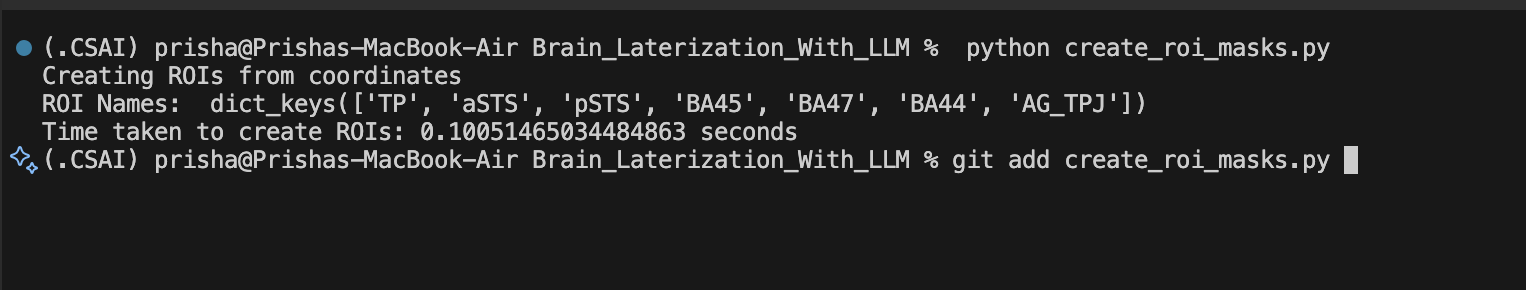 (.CSAI) prisha@Prishas-MacBook-Air Brain_Laterization_With_LLM %  python create_roi_masks.py
Creating ROIs from coordinates
ROI Names:  dict_keys(['TP', 'aSTS', 'pSTS', 'BA45', 'BA47', 'BA44', 'AG_TPJ'])
Time taken to create ROIs: 0.10051465034484863 seconds
(.CSAI) prisha@Prishas-MacBook-Air Brain_Laterization_With_LLM % git add create_roi_masks.py